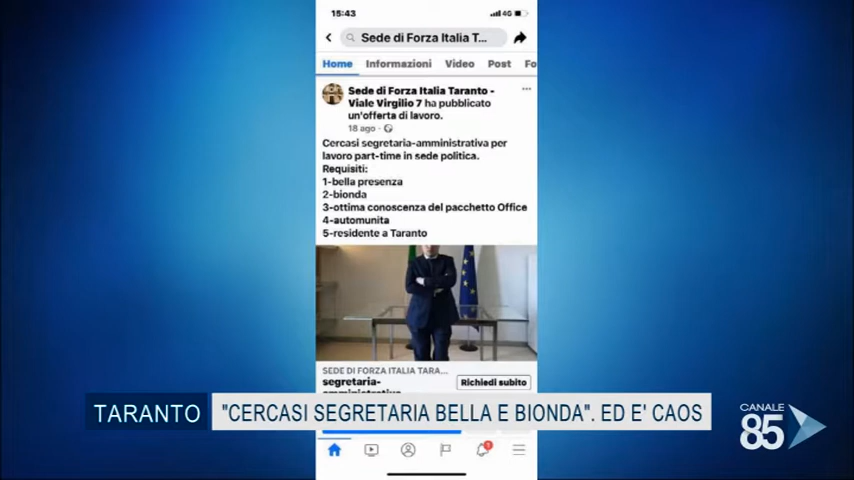 15:43
4G
Sede di Forza Italia T...
Home Informazioni Video Post Fo
Sede di Forza Italia Taranto -
Viale Virgilio 7 ha pubblicato
un'offerta di lavoro.
18 ago ·
Cercasi segretaria-amministrativa per
lavoro part-time in sede politica.
Requisiti:
1-bella presenza
2-bionda
3-ottima conoscenza del pacchetto Office
4-automunita
5-residente a Taranto
SEDE DI FORZA ITALIA TARA...
segretaria-
Richiedi subito
TARANTO "CERCASI SEGRETARIA BELLA E BIONDA". ED E' CAOS
CANALE
85